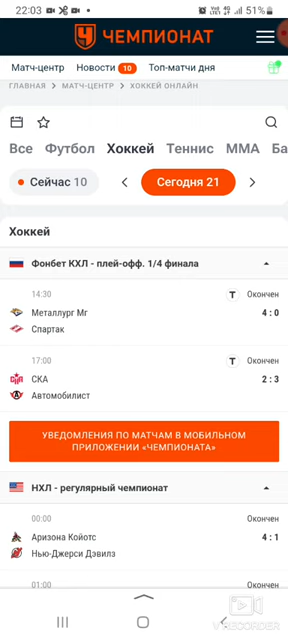 22:03 51%
ЧЕМПИОНАТ
Матч-центр Новости 10 Топ-матчи дня
ГЛАВНАЯ > МАТЧ-ЦЕНТР > ХОККЕЙ ОНЛАЙН
Все Футбол Хоккей Теннис ММА Ба
Сейчас 10 Сегодня 21
Хоккей
Фонбет КХЛ - плей-офф. 1/4 финала
14:30 T Окончен
Металлург Мг 4 : 0
Спартак
17:00 T Окончен
СКА 2 : 3
Автомобилист
УВЕДОМЛЕНИЯ ПО МАТЧАМ В МОБИЛЬНОМ
ПРИЛОЖЕНИИ «ЧЕМПИОНАТА»
НХЛ - регулярный чемпионат
00:00 Окончен
Аризона Койотс 4 : 1
Нью-Джерси Дэвилз
01:00 Окончен
V RECORDER